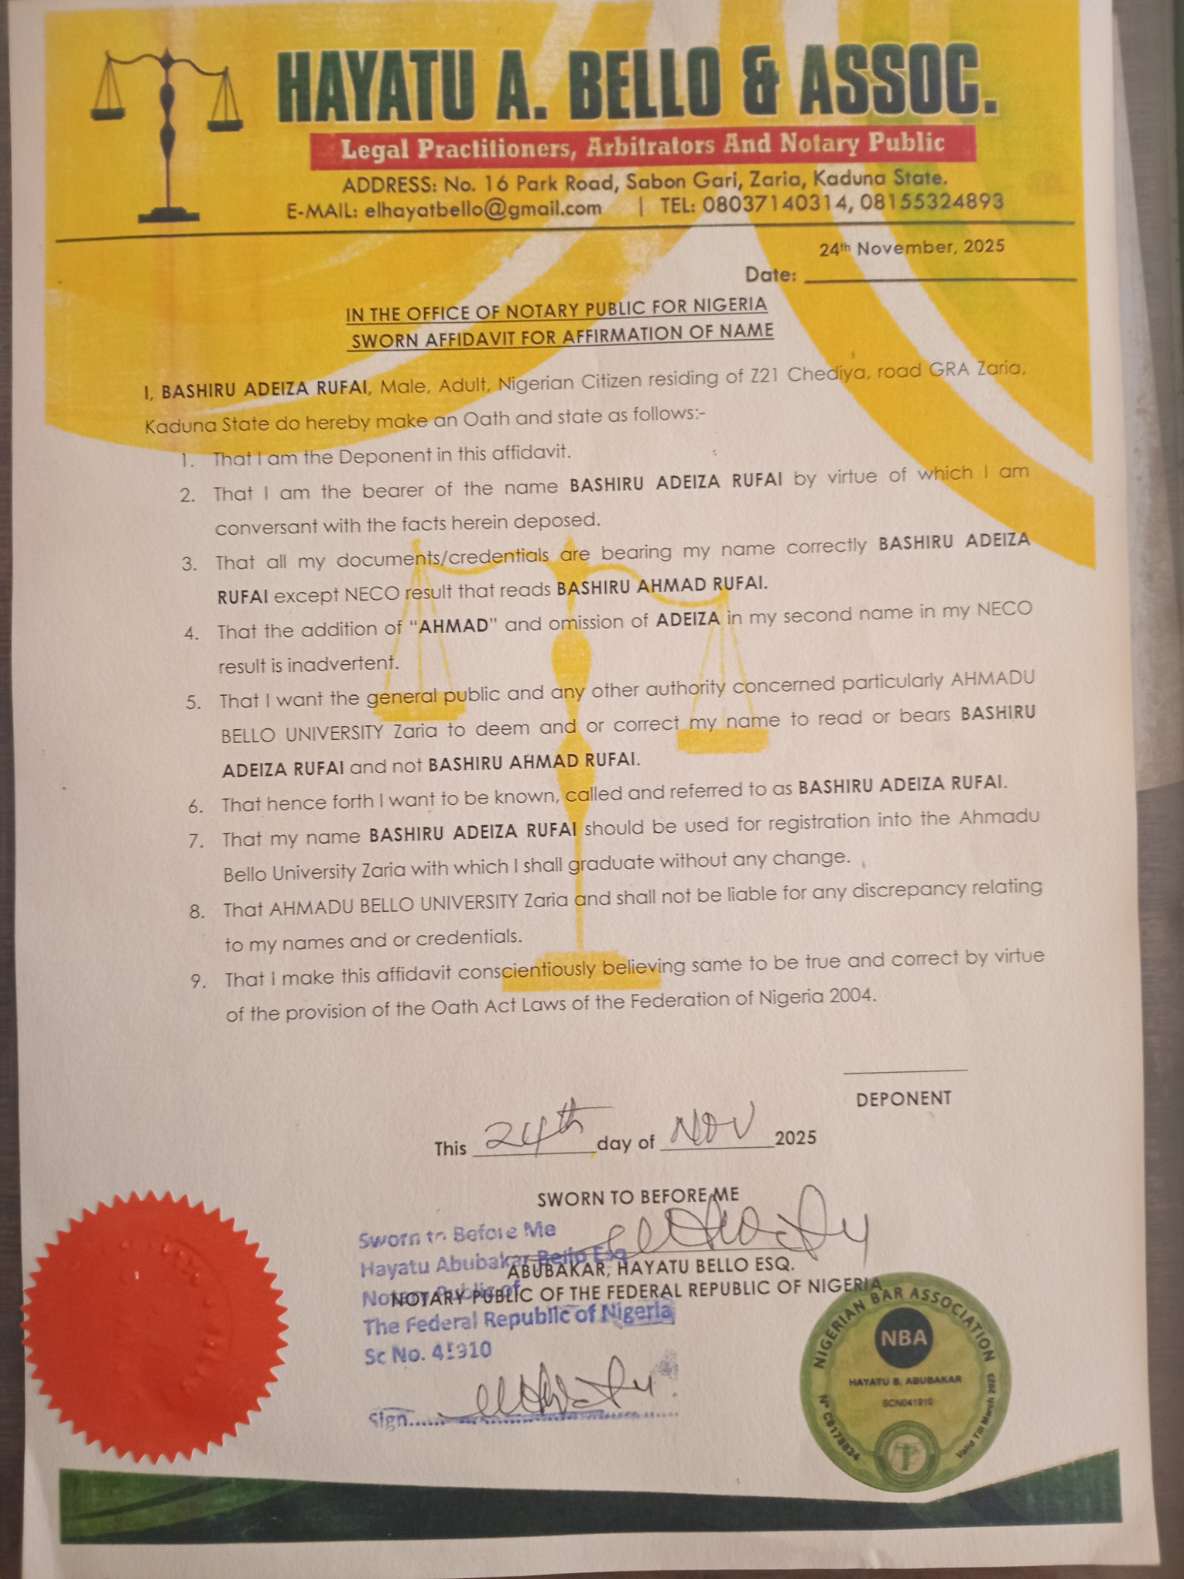 HAYATU A. BELLO & ASSOC.
Legal Practitioners, Arbitrators And Notary Public
ADDRESS: No. 16 Park Road, Sabon Gari, Zaria, Kaduna State.
E-MAIL: elhayatbello@gmail.com | TEL: 08037140314, 08155324893
24th November, 2025
Date:
IN THE OFFICE OF NOTARY PUBLIC FOR NIGERIA
SWORN AFFIDAVIT FOR AFFIRMATION OF NAME
I, BASHIRU ADEIZA RUFAI, Male, Adult, Nigerian Citizen residing of Z21 Chediya, road GRA Zaria,
Kaduna State do hereby make an Oath and state as follows:-
1. That I am the Deponent in this affidavit.
2. That I am the bearer of the name BASHIRU ADEIZA RUFAI by virtue of which I am
conversant with the facts herein deposed.
3. That all my documents/credentials are bearing my name correctly BASHIRU ADEIZA
RUFAI except NECO result that reads BASHIRU AHMAD RUFAI.
4. That the addition of “AHMAD” and omission of ADEIZA in my second name in my NECO
result is inadvertent.
5. That I want the general public and any other authority concerned particularly AHMADU
BELLO UNIVERSITY Zaria to deem and or correct my name to read or bears BASHIRU
ADEIZA RUFAI and not BASHIRU AHMAD RUFAI.
6. That hence forth I want to be known, called and referred to as BASHIRU ADEIZA RUFAI.
7. That my name BASHIRU ADEIZA RUFAI should be used for registration into the Ahmadu
Bello University Zaria with which I shall graduate without any change.
8. That AHMADU BELLO UNIVERSITY Zaria and shall not be liable for any discrepancy relating
to my names and or credentials.
9. That I make this affidavit conscientiously believing same to be true and correct by virtue
of the provision of the Oath Act Laws of the Federation of Nigeria 2004.
DEPONENT
This 24th day of NOV 2025
SWORN TO BEFORE ME
Sworn to Before Me
Hayatu Abubakar Bello Esq
ABUBAKAR, HAYATU BELLO ESQ.
Notary Public of
NOTARY PUBLIC OF THE FEDERAL REPUBLIC OF NIGERIA
The Federal Republic of Nigeria
Sc No.
Sign
NIGERIAN BAR ASSOCIATION
NBA
HAYATU B. ABUBAKAR
Valid Till March